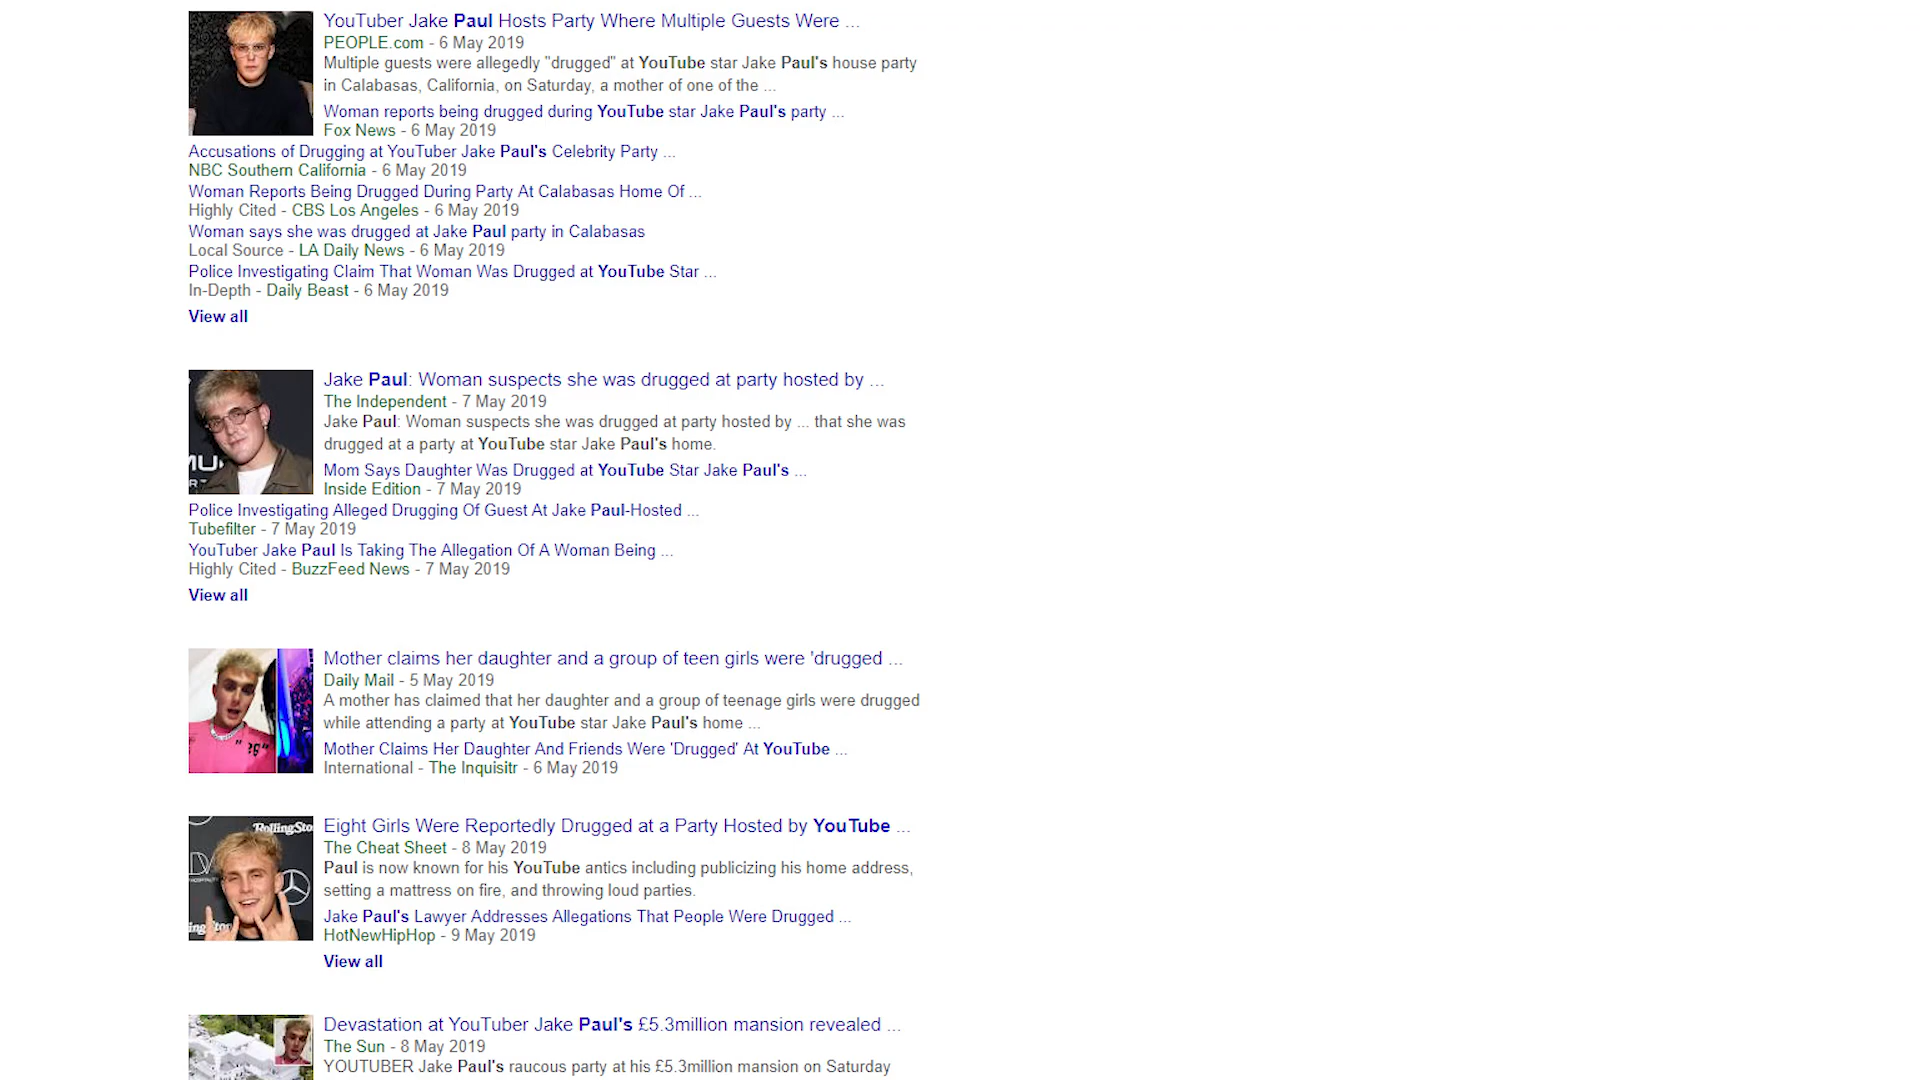 YouTuber Jake Paul Hosts Party Where Multiple Guests Were ...
PEOPLE.com - 6 May 2019
Multiple guests were allegedly "drugged" at YouTube star Jake Paul's house party
in Calabasas, California, on Saturday, a mother of one of the ...
Woman reports being drugged during YouTube star Jake Paul's party ...
Fox News - 6 May 2019
Accusations of Drugging at YouTuber Jake Paul's Celebrity Party ...
NBC Southern California - 6 May 2019
Woman Reports Being Drugged During Party At Calabasas Home Of ...
Highly Cited - CBS Los Angeles - 6 May 2019
Woman says she was drugged at Jake Paul party in Calabasas
Local Source - LA Daily News - 6 May 2019
Police Investigating Claim That Woman Was Drugged at YouTube Star ...
In-Depth - Daily Beast - 6 May 2019
View all
Jake Paul: Woman suspects she was drugged at party hosted by ...
The Independent - 7 May 2019
Jake Paul: Woman suspects she was drugged at party hosted by ... that she was
drugged at a party at YouTube star Jake Paul's home.
Mom Says Daughter Was Drugged at YouTube Star Jake Paul's ...
Inside Edition - 7 May 2019
Police Investigating Alleged Drugging Of Guest At Jake Paul-Hosted ...
Tubefilter - 7 May 2019
YouTuber Jake Paul Is Taking The Allegation Of A Woman Being ...
Highly Cited - BuzzFeed News - 7 May 2019
View all
Mother claims her daughter and a group of teen girls were 'drugged ...
Daily Mail - 5 May 2019
A mother has claimed that her daughter and a group of teenage girls were drugged
while attending a party at YouTube star Jake Paul's home ...
Mother Claims Her Daughter And Friends Were 'Drugged' At YouTube ...
International - The Inquisitr - 6 May 2019
RollingSto
Eight Girls Were Reportedly Drugged at a Party Hosted by YouTube ...
The Cheat Sheet - 8 May 2019
Paul is now known for his YouTube antics including publicizing his home address,
setting a mattress on fire, and throwing loud parties.
Jake Paul's Lawyer Addresses Allegations That People Were Drugged ...
HotNewHipHop - 9 May 2019
View all
Devastation at YouTuber Jake Paul's £5.3million mansion revealed ...
The Sun - 8 May 2019
YOUTUBER Jake Paul's raucous party at his £5.3million mansion on Saturday